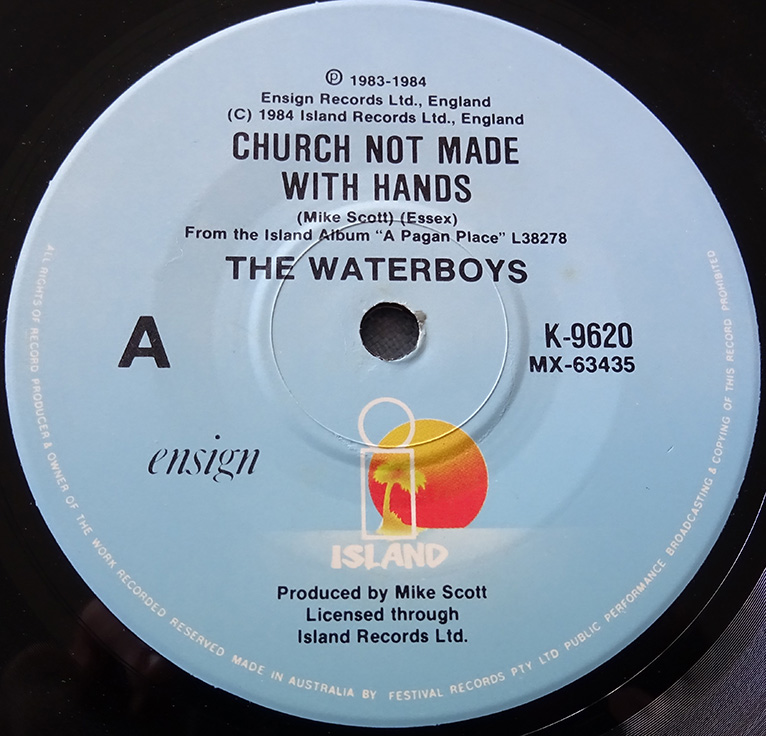 ℗ 1983-1984
Ensign Records Ltd., England
(C) 1984 Island Records Ltd., England
CHURCH NOT MADE
WITH HANDS
(Mike Scott) (Essex)
From the Island Album "A Pagan Place" L38278
THE WATERBOYS
A
K-9620
MX-63435
ensign
ISLAND
Produced by Mike Scott
Licensed through
Island Records Ltd.
ALL RIGHTS OF RECORD PRODUCER & OWNER OF THE WORK RECORDED RESERVED MADE IN AUSTRALIA BY FESTIVAL RECORDS PTY LTD PUBLIC PERFORMANCE BROADCASTING & COPYING OF THIS RECORD PROHIBITED